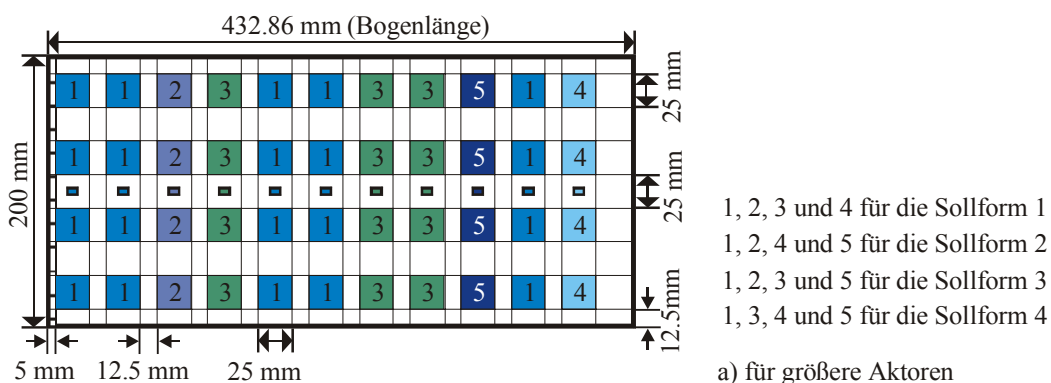 432.86 mm (Bogenlänge)
200 mm
1 1 2 3 1 1 3 3 5 1 4
25 mm
1 1 2 3 1 1 3 3 5 1 4
25 mm
1 1 2 3 1 1 3 3 5 1 4
1 1 2 3 1 1 3 3 5 1 4
12.5mm
5 mm 12.5 mm 25 mm
1, 2, 3 und 4 für die Sollform 1
1, 2, 4 und 5 für die Sollform 2
1, 2, 3 und 5 für die Sollform 3
1, 3, 4 und 5 für die Sollform 4
a) für größere Aktoren